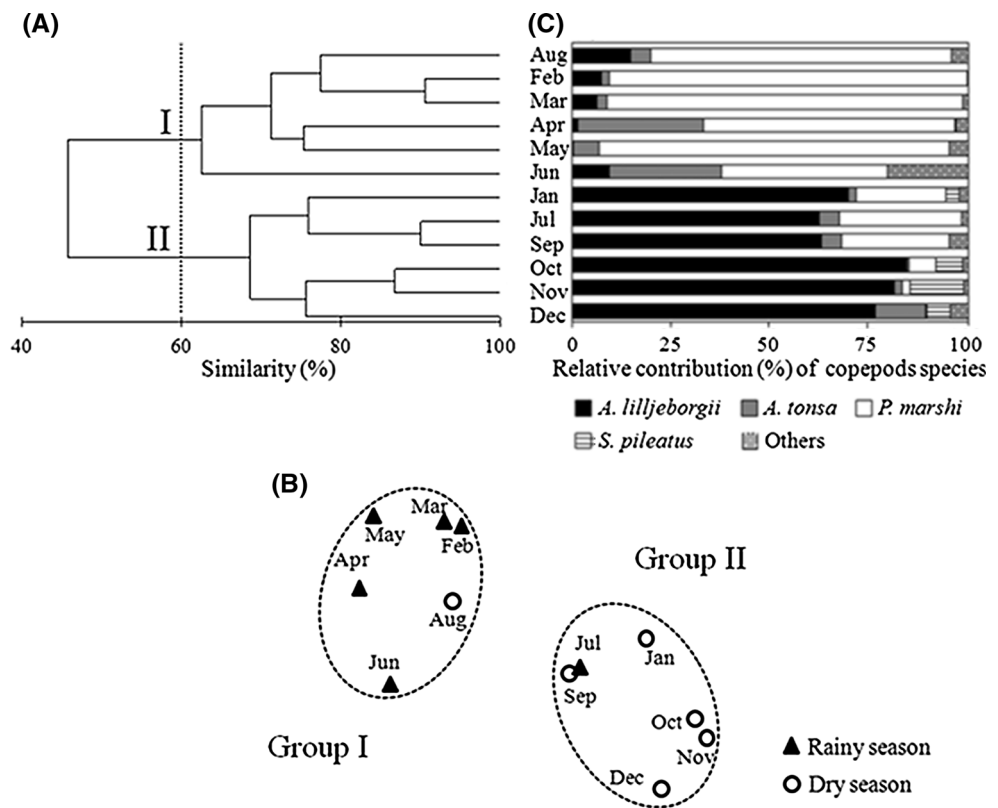 (A)
(C)
I
II
40 60 80 100
Similarity (%)
Aug
Feb
Mar
Apr
May
Jun
Jan
Jul
Sep
Oct
Nov
Dec
0 25 50 75 100
Relative contribution (%) of copepods species
A. lilljeborgii A. tonsa P. marshi
S. pileatus Others
(B)
Mar
May
Feb
Apr
Aug
Jun
Group I
Group II
Jul
Jan
Sep
Oct
Nov
Dec
Rainy season
Dry season